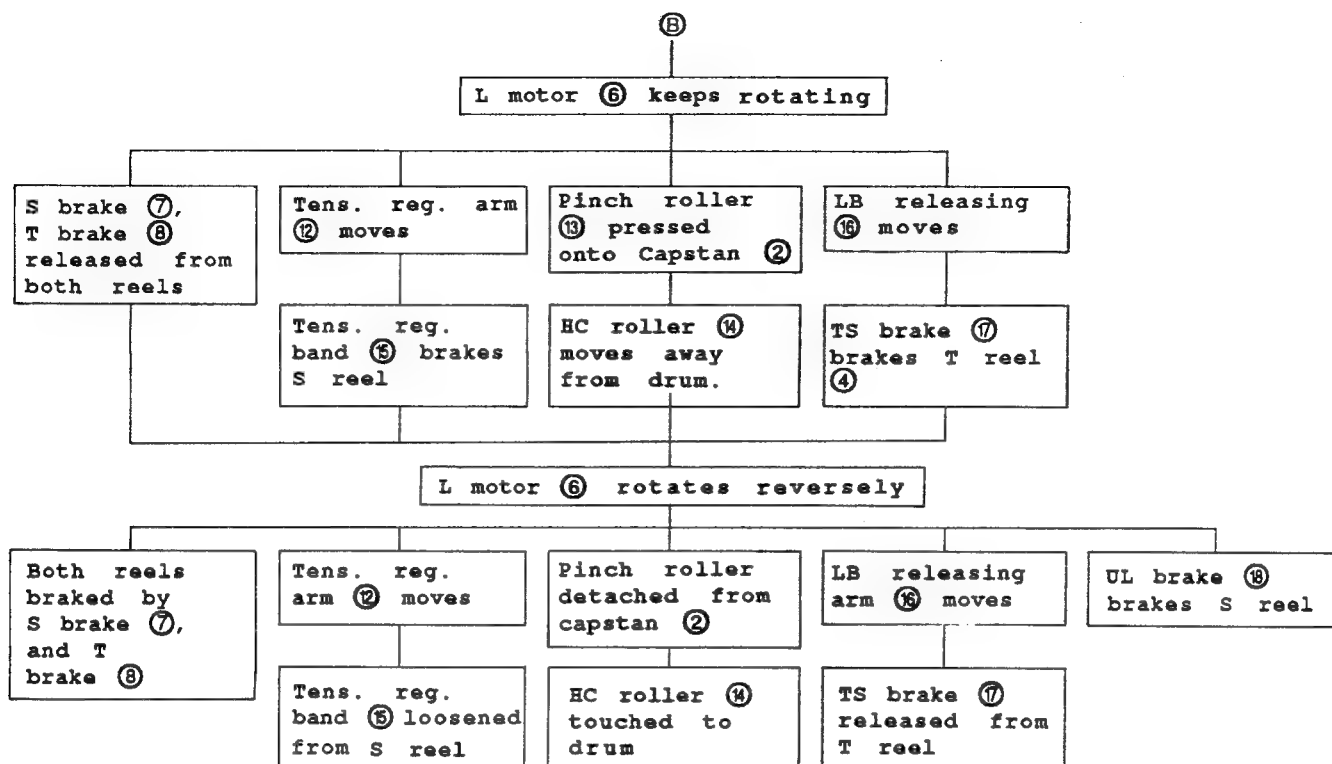 Ⓑ
L motor ⑥ keeps rotating
S brake ⑦,
T brake ⑧
released from
both reels
Tens. reg. arm
⑫ moves
Pinch roller
⑬ pressed
onto Capstan ②
LB releasing
⑯ moves
Tens. reg.
band ⑮ brakes
S reel
HC roller ⑭
moves away
from drum.
TS brake ⑰
brakes T reel
④
L motor ⑥ rotates reversely
Both reels
braked by
S brake ⑦,
and T
brake ⑧
Tens. reg.
arm ⑫ moves
Pinch roller
detached from
capstan ②
LB releasing
arm ⑯ moves
UL brake ⑱
brakes S reel
Tens. reg.
band ⑮ loosened
from S reel
HC roller ⑭
touched to
drum
TS brake ⑰
released from
T reel